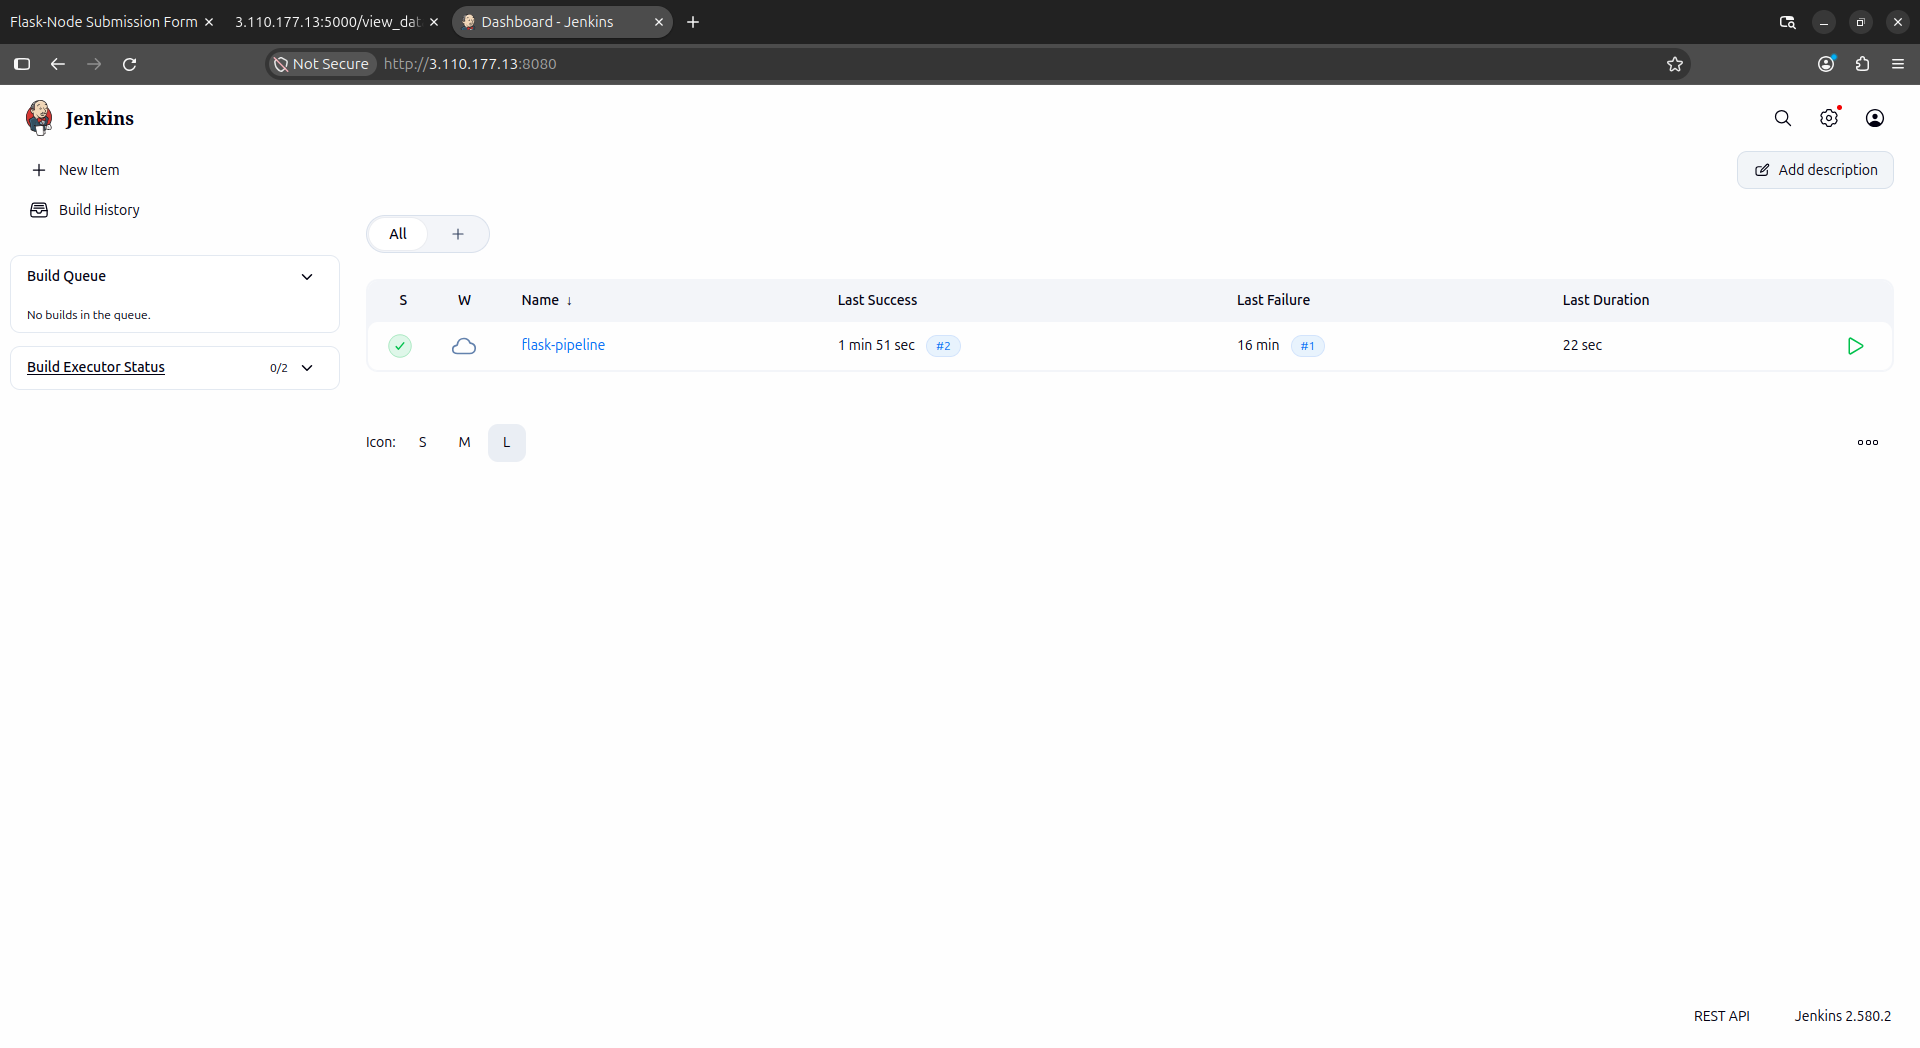 Flask-Node Submission Form
3.110.177.13:5000/view_dat
Dashboard - Jenkins
Not Secure
http://3.110.177.13:8080
Jenkins
New Item
Add description
Build History
All
Build Queue
No builds in the queue.
Build Executor Status 0/2
S W Name ↓ Last Success Last Failure Last Duration
flask-pipeline 1 min 51 sec #2 16 min #1 22 sec
Icon: S M L
REST API Jenkins 2.580.2